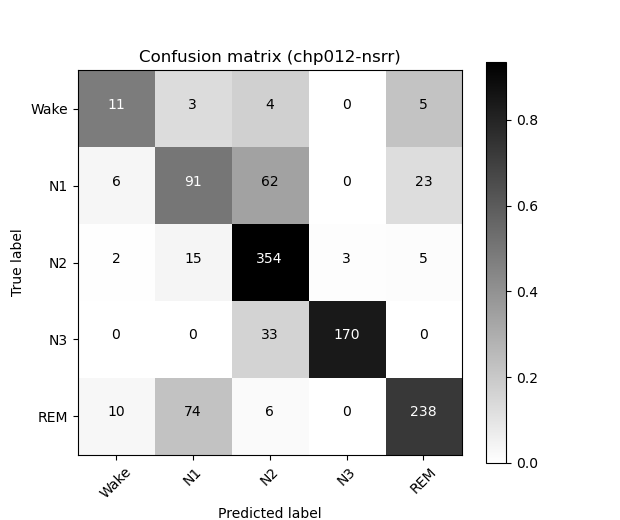 Confusion matrix (chp012-nsrr)
Wake 11 3 4 0 5
N1 6 91 62 0 23
N2 2 15 354 3 5
N3 0 0 33 170 0
REM 10 74 6 0 238
Wake N1 N2 N3 REM
Predicted label
True label
0.8
0.6
0.4
0.2
0.0